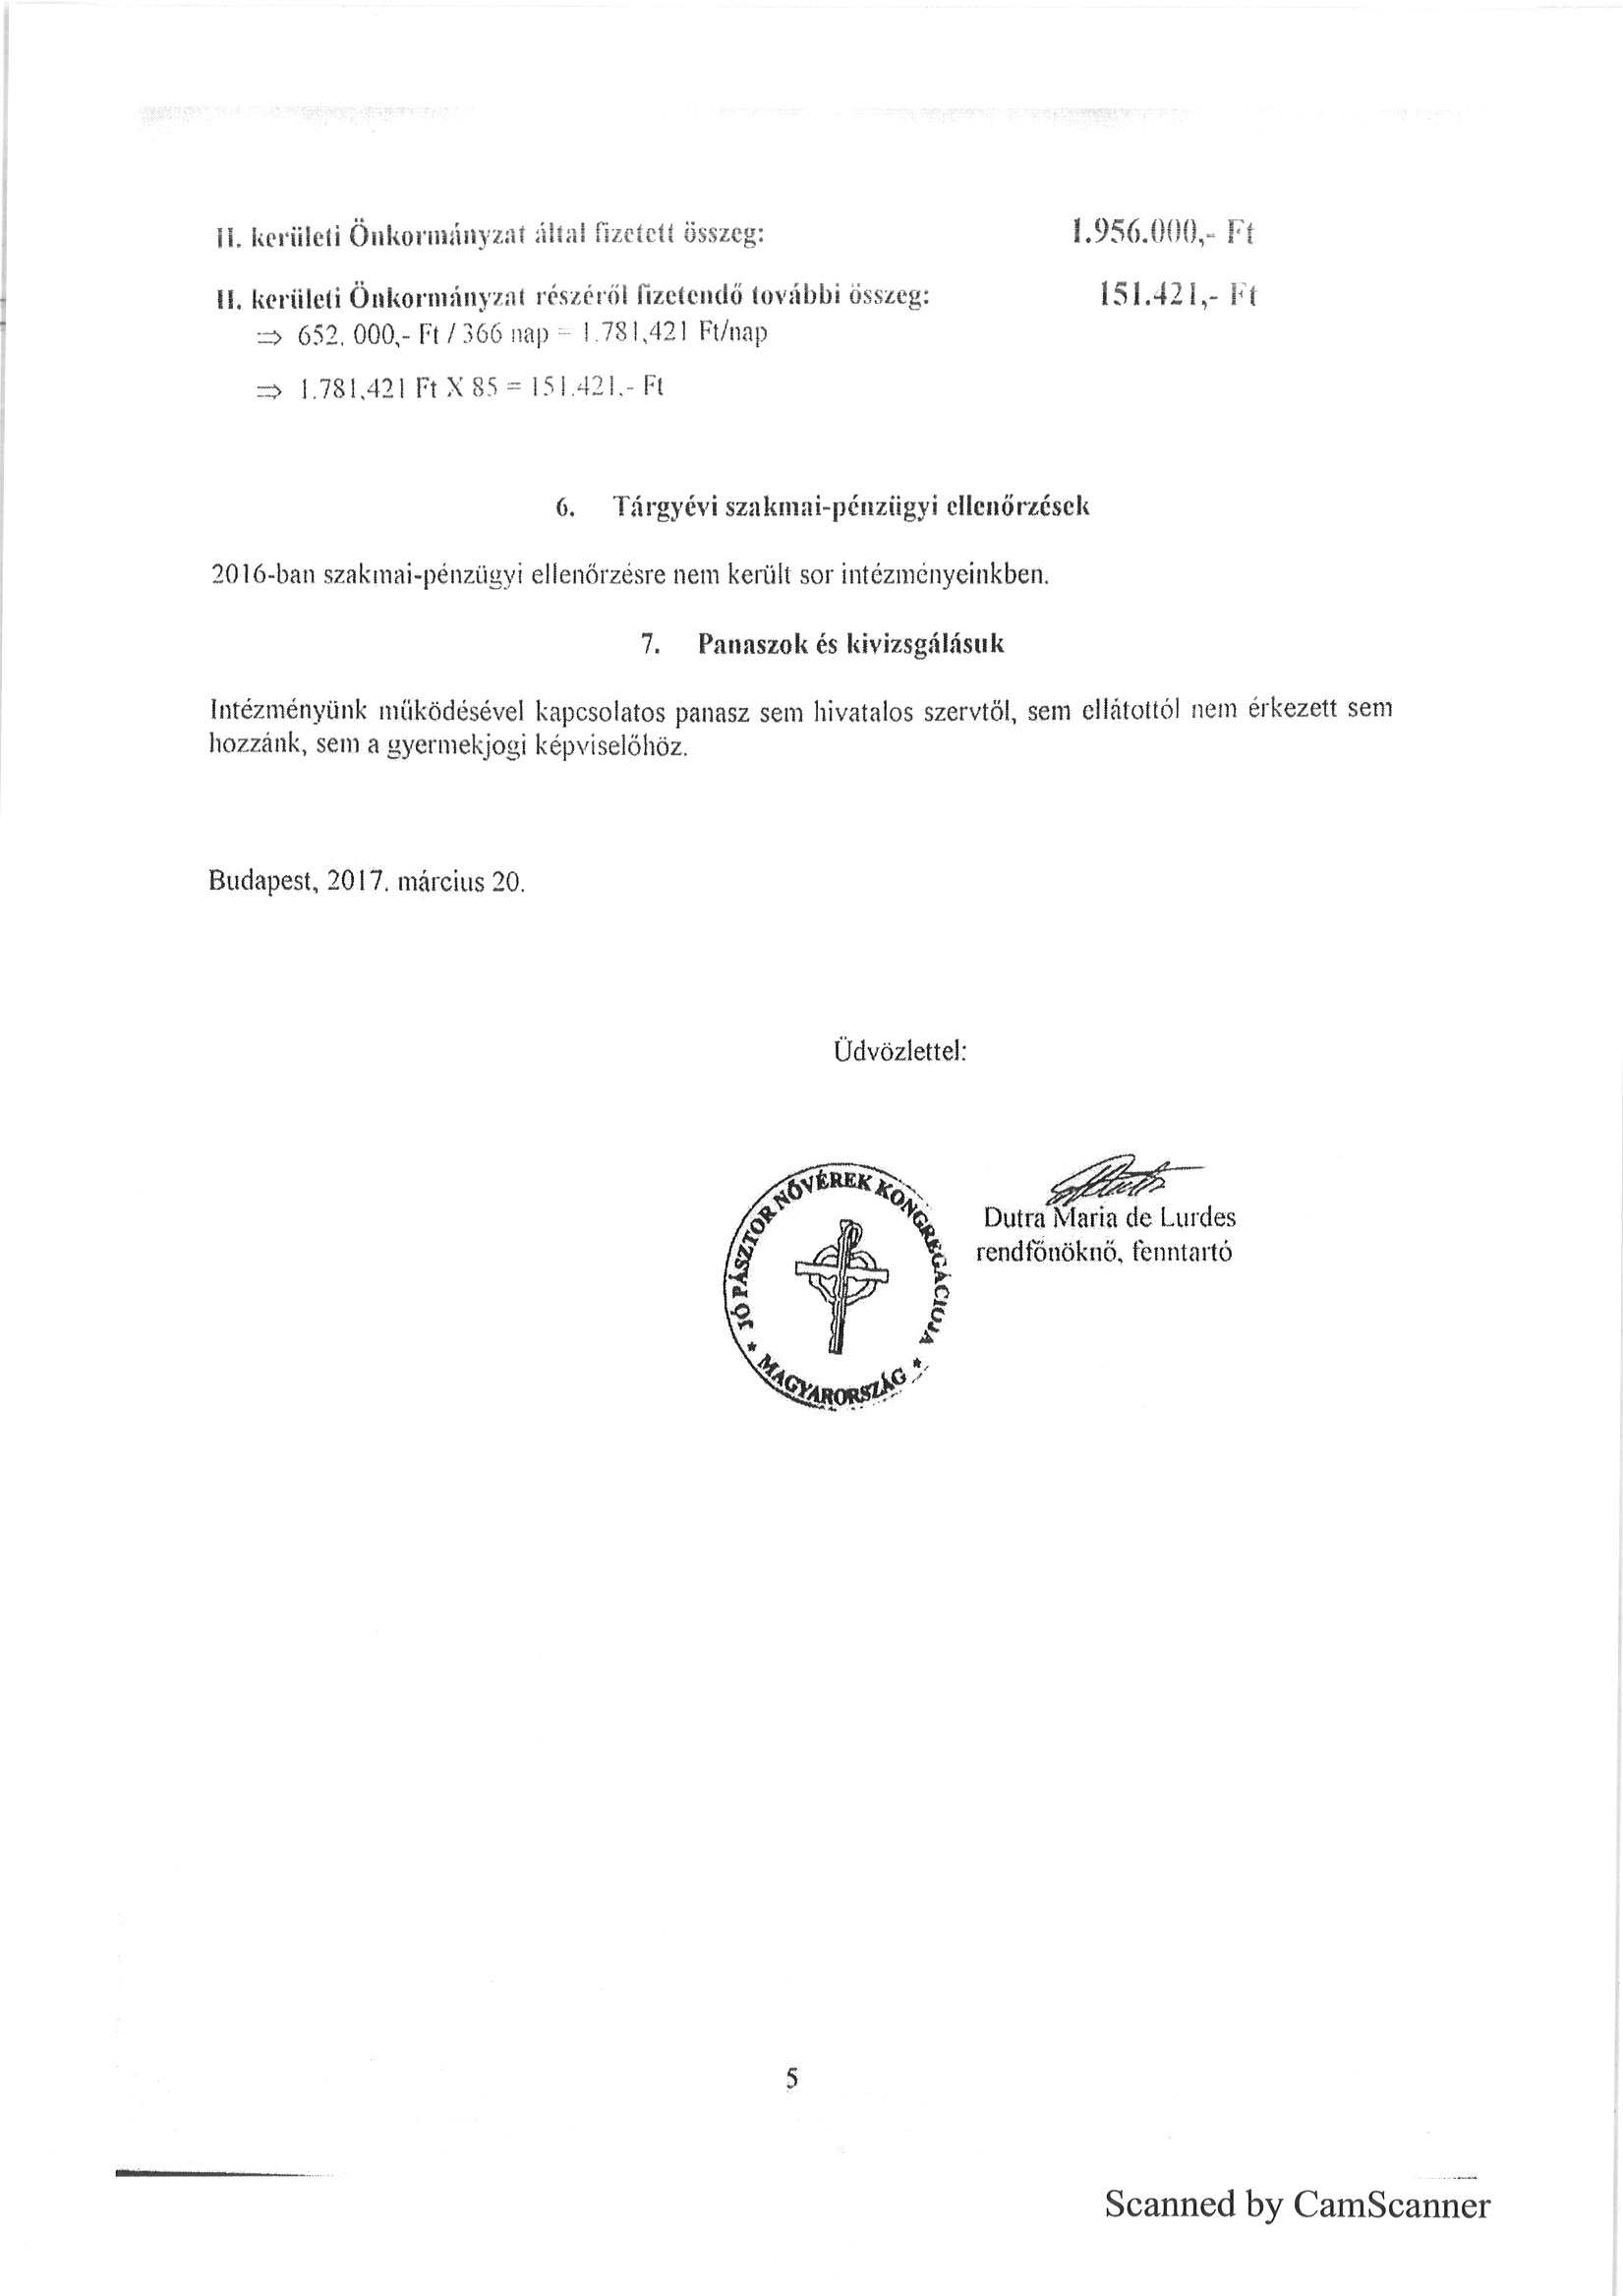 II. kerületi Önkormányzat által fizetett összeg: 1.956.000,- Ft
II. kerületi Önkormányzat részéről fizetendő további összeg: 151.421,- Ft
⇒ 652. 000,- Ft / 366 nap = 1.781,421 Ft/nap
⇒ 1.781,421 Ft X 85 = 151.421.- Ft
6. Tárgyévi szakmai-pénzügyi ellenőrzések
2016-ban szakmai-pénzügyi ellenőrzésre nem került sor intézményeinkben.
7. Panaszok és kivizsgálásuk
Intézményünk működésével kapcsolatos panasz sem hivatalos szervtől, sem ellátottól nem érkezett sem
hozzánk, sem a gyermekjogi képviselőhöz.
Budapest, 2017. március 20.
Üdvözlettel:
JÓ PÁSZTOR NŐVÉREK KONGREGÁCIÓJA
* MAGYARORSZÁG *
Dutra Maria de Lurdes
rendfőnöknő, fenntartó
5
Scanned by CamScanner